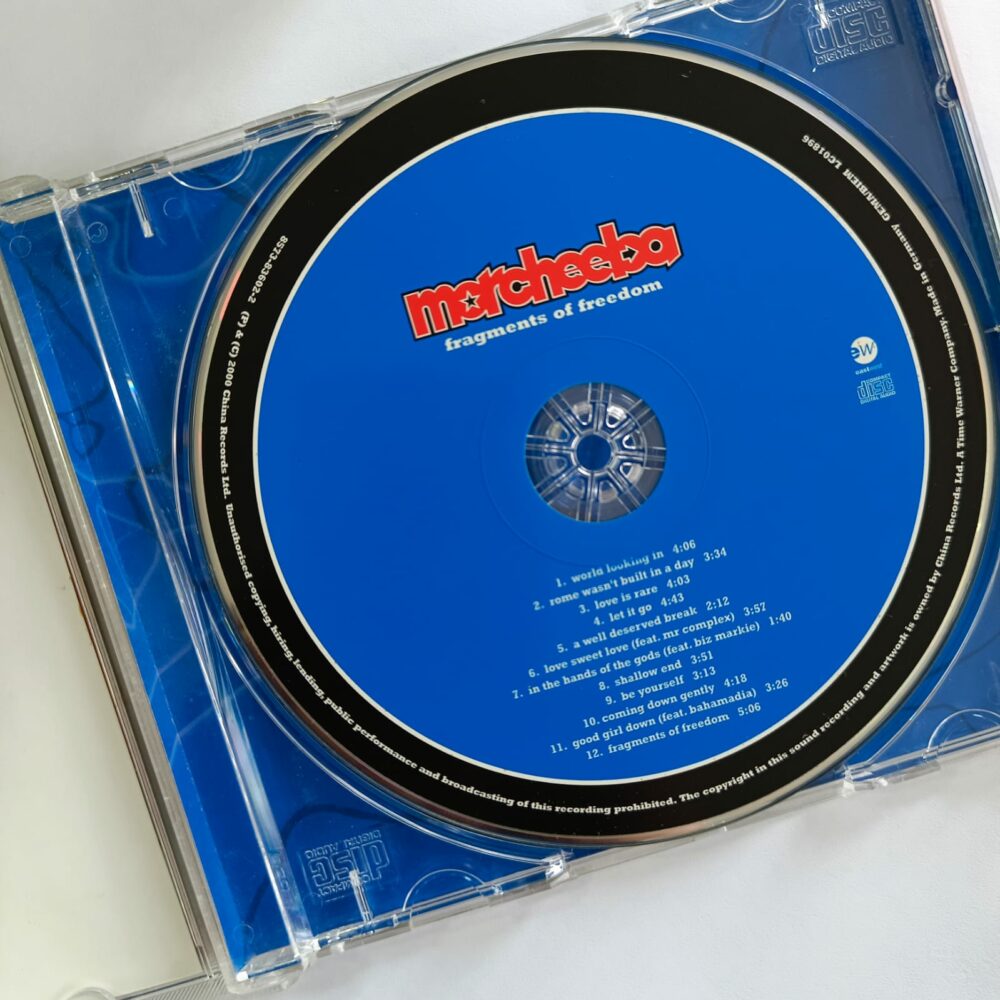 COMPACT
disc
DIGITAL AUDIO
morcheeba
fragments of freedom
ew
eastwest
COMPACT
disc
DIGITAL AUDIO
1. world looking in 4:06
2. rome wasn't built in a day 3:34
3. love is rare 4:03
4. let it go 4:43
5. a well deserved break 2:12
6. love sweet love (feat. mr complex) 3:57
7. in the hands of the gods (feat. biz markie) 1:40
8. shallow end 3:51
9. be yourself 3:13
10. coming down gently 4:18
11. good girl down (feat. bahamadia) 3:26
12. fragments of freedom 5:06
8573-83602-2 (P) & (C) 2000 China Records Ltd. Unauthorised copying, hiring, lending, public performance and broadcasting of this recording prohibited. The copyright in this sound recording and artwork is owned by China Records Ltd. A Time Warner Company. Made in Germany GEMA/BIEM LC01896
COMPACT
disc
DIGITAL AUDIO